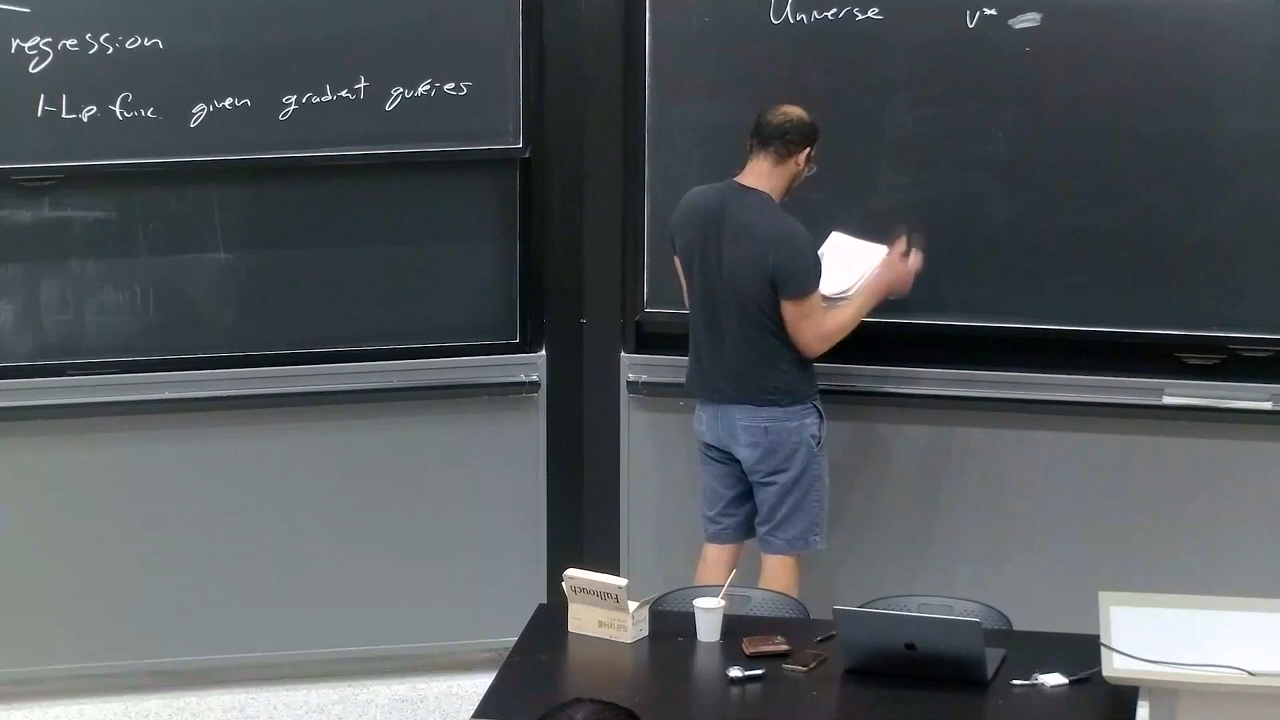 regression
1-Lip. func. given gradient queries
Universe v*
Fulltouch